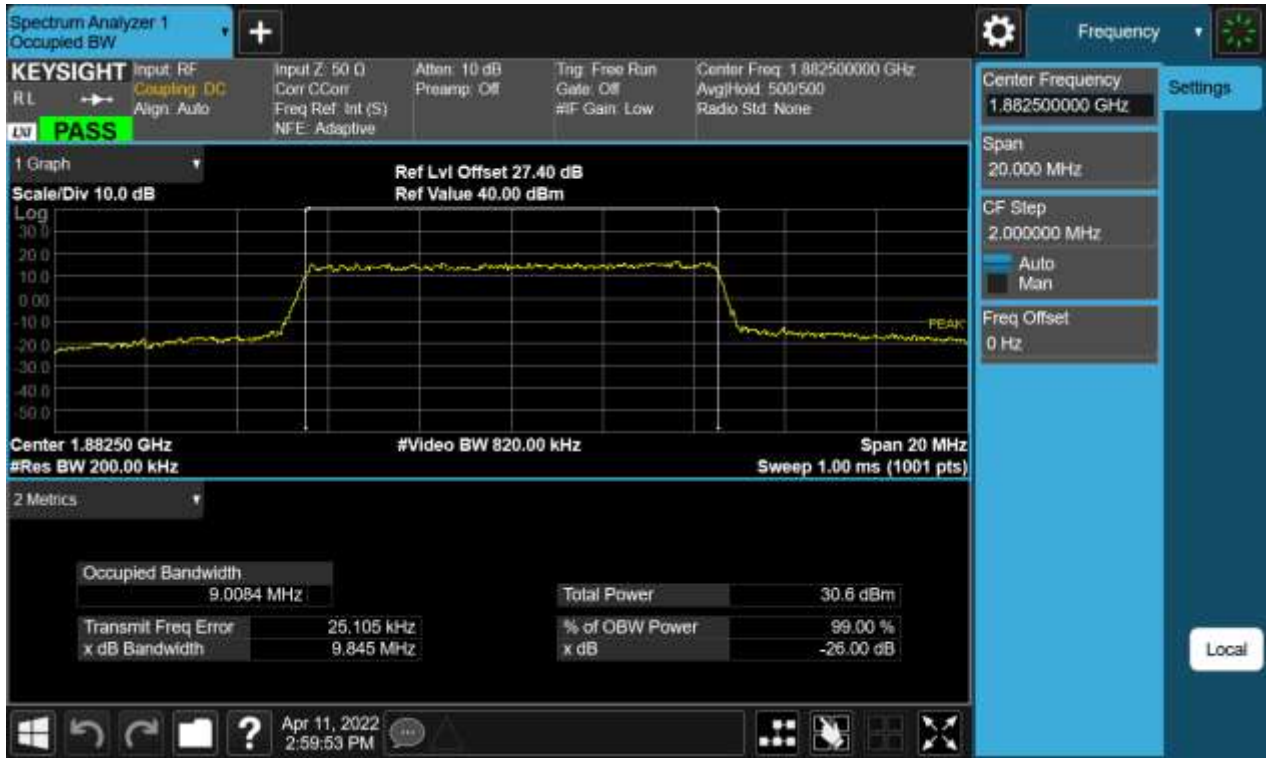 Spectrum Analyzer 1
Occupied BW
+
Frequency
KEYSIGHT
RL
LXI
PASS
Input: RF
Coupling: DC
Align: Auto
Input Z: 50 Ω
Corr CCorr
Freq Ref: Int (S)
NFE: Adaptive
Atten: 10 dB
Preamp: Off
Trig: Free Run
Gate: Off
#IF Gain: Low
Center Freq: 1.882500000 GHz
Avg|Hold: 500/500
Radio Std: None
Center Frequency
1.882500000 GHz
Settings
Span
20.000 MHz
CF Step
2.000000 MHz
Auto
Man
Freq Offset
0 Hz
Local
1 Graph
Scale/Div 10.0 dB
Ref Lvl Offset 27.40 dB
Ref Value 40.00 dBm
Log
30.0
20.0
10.0
0.00
-10.0
-20.0
-30.0
-40.0
-50.0
PEAK
Center 1.88250 GHz
#Video BW 820.00 kHz
Span 20 MHz
#Res BW 200.00 kHz
Sweep 1.00 ms (1001 pts)
2 Metrics
Occupied Bandwidth
9.0084 MHz
Total Power 30.6 dBm
Transmit Freq Error 25.105 kHz
% of OBW Power 99.00 %
x dB Bandwidth 9.845 MHz
x dB -26.00 dB
?
Apr 11, 2022
2:59:53 PM